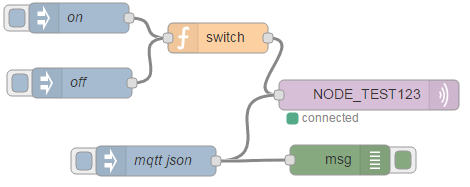 on
switch
off
NODE_TEST123
connected
mqtt json
msg